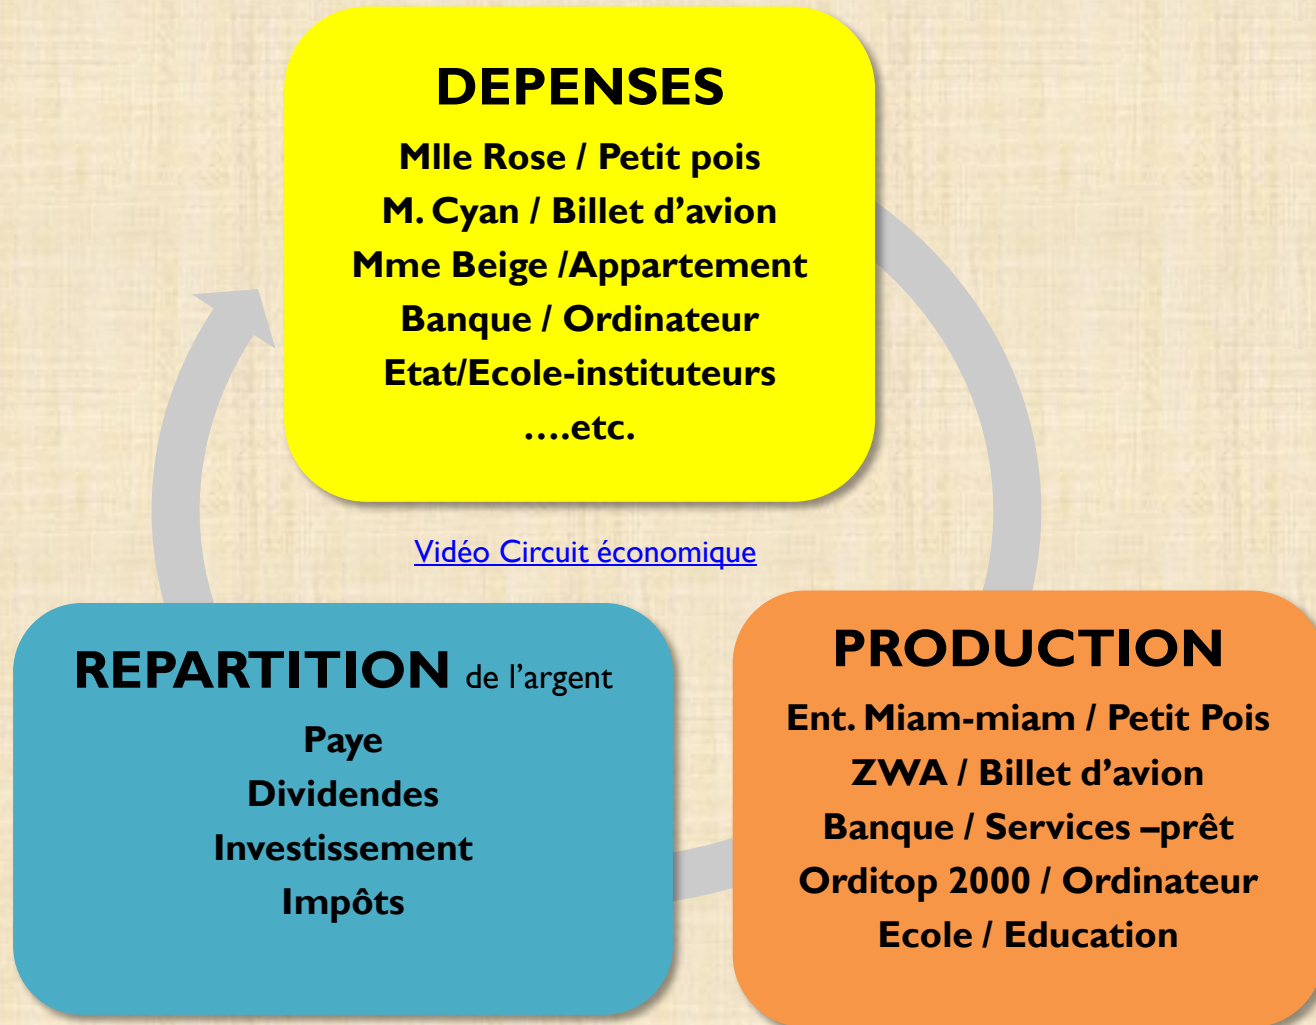 DEPENSES
Mlle Rose / Petit pois
M. Cyan / Billet d’avion
Mme Beige /Appartement
Banque / Ordinateur
Etat/Ecole-instituteurs
….etc.
Vidéo Circuit économique
REPARTITION de l’argent
Paye
Dividendes
Investissement
Impôts
PRODUCTION
Ent. Miam-miam / Petit Pois
ZWA / Billet d’avion
Banque / Services –prêt
Orditop 2000 / Ordinateur
Ecole / Education